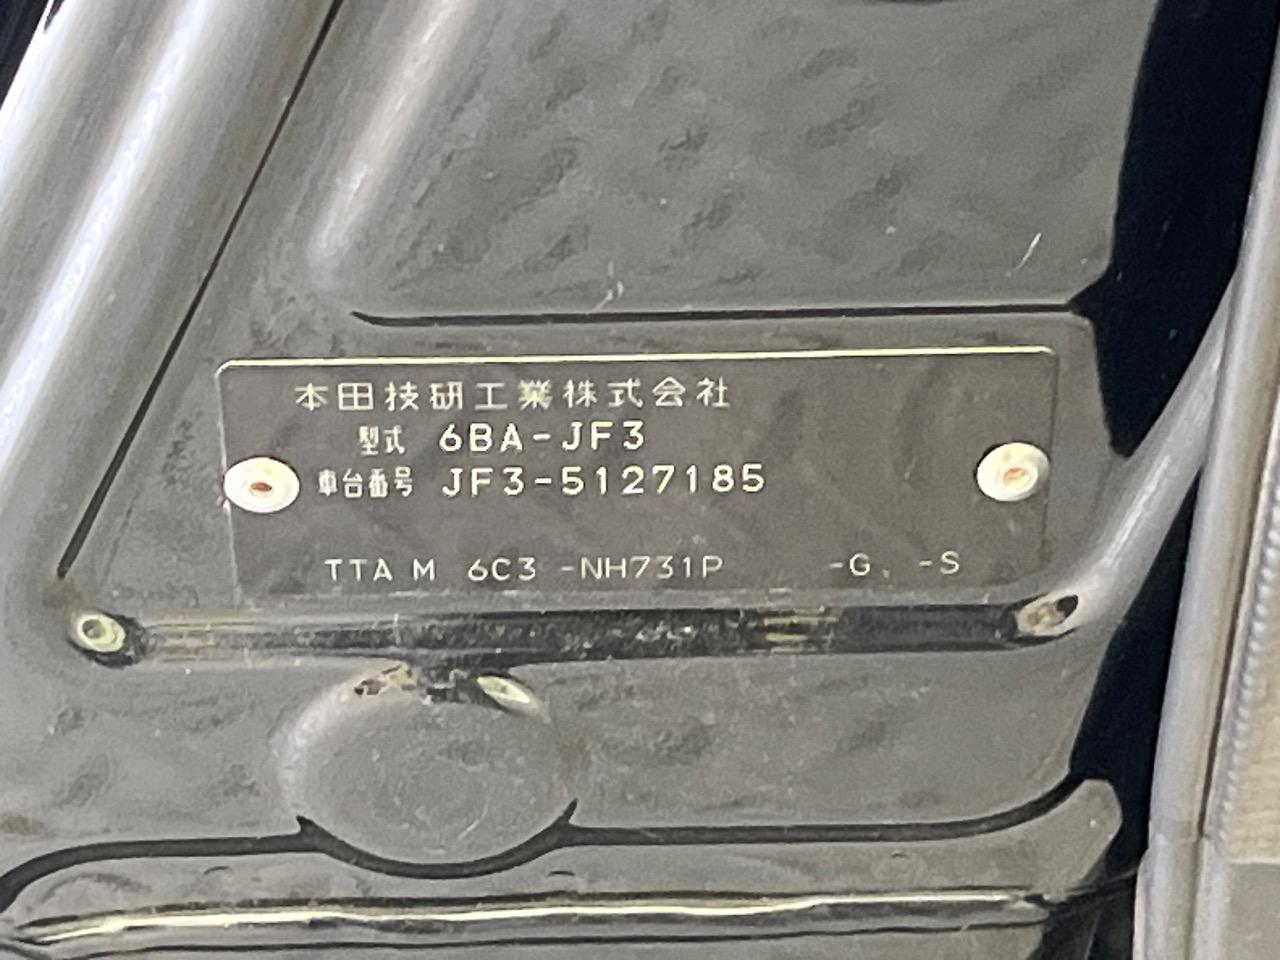 本田技研工業株式会社
型式 6BA-JF3
車台番号 JF3-5127185
TTA M 6C3 -NH731P -G. -S